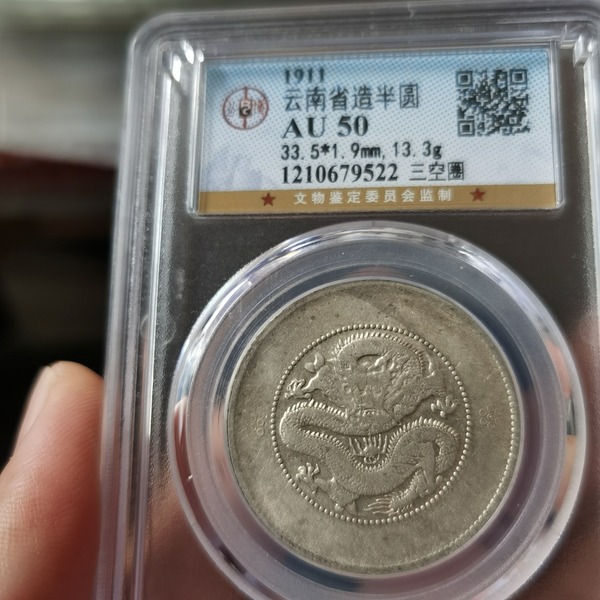 1911
云南省造半圆
AU 50
33.5*1.9mm,13.3g
1210679522 三空圈
文物鉴定委员会监制